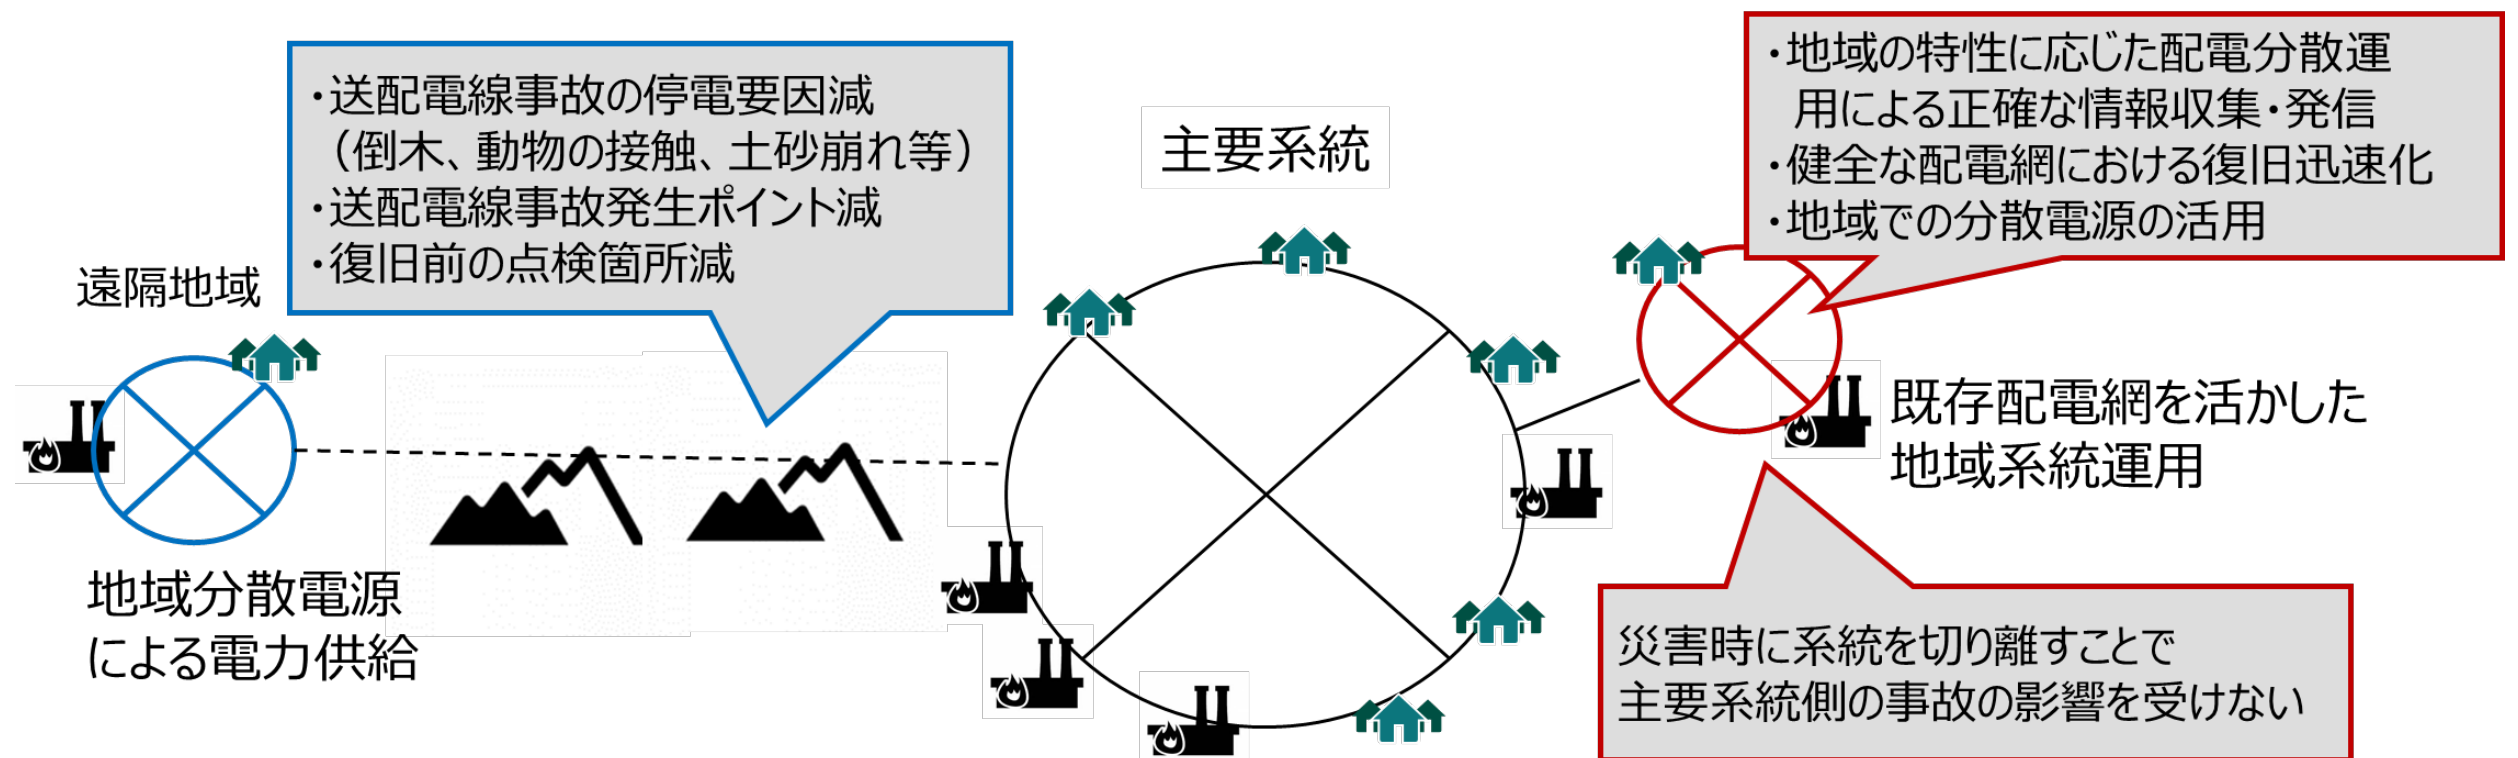 ・送配電線事故の停電要因減
（倒木、動物の接触、土砂崩れ等）
・送配電線事故発生ポイント減
・復旧前の点検箇所減
遠隔地域
地域分散電源
による電力供給
主要系統
・地域の特性に応じた配電分散運
用による正確な情報収集・発信
・健全な配電網における復旧迅速化
・地域での分散電源の活用
既存配電網を活かした
地域系統運用
災害時に系統を切り離すことで
主要系統側の事故の影響を受けない